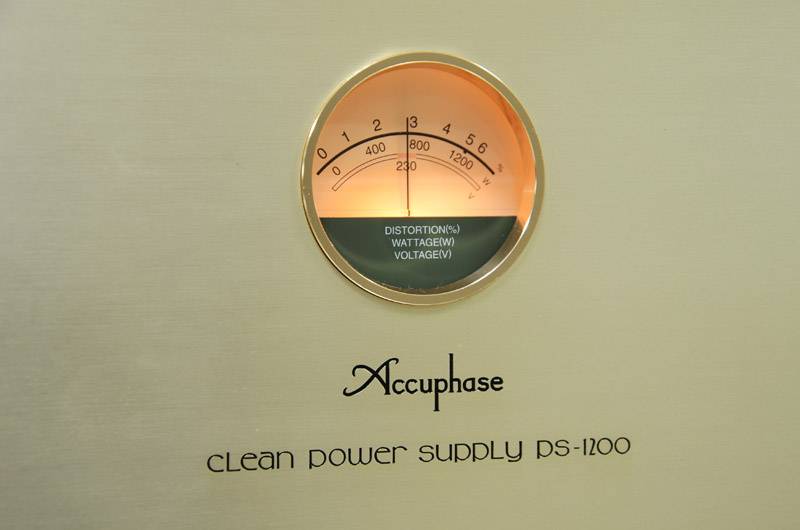 0 1 2 3 4 5 6 %
0 400 800 1200 W
230 V
DISTORTION(%)
WATTAGE(W)
VOLTAGE(V)
Accuphase
CLEAN POWER SUPPLY PS-1200